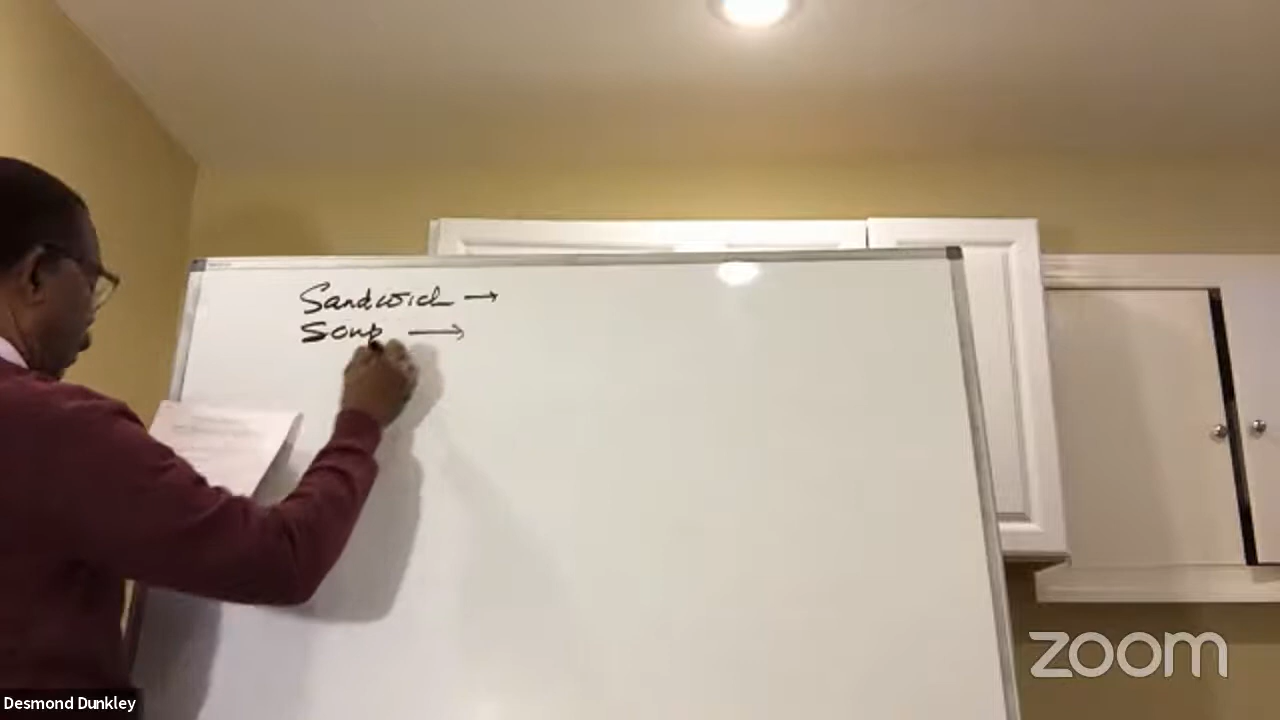 Sandwich →
Soup →
zoom
Desmond Dunkley